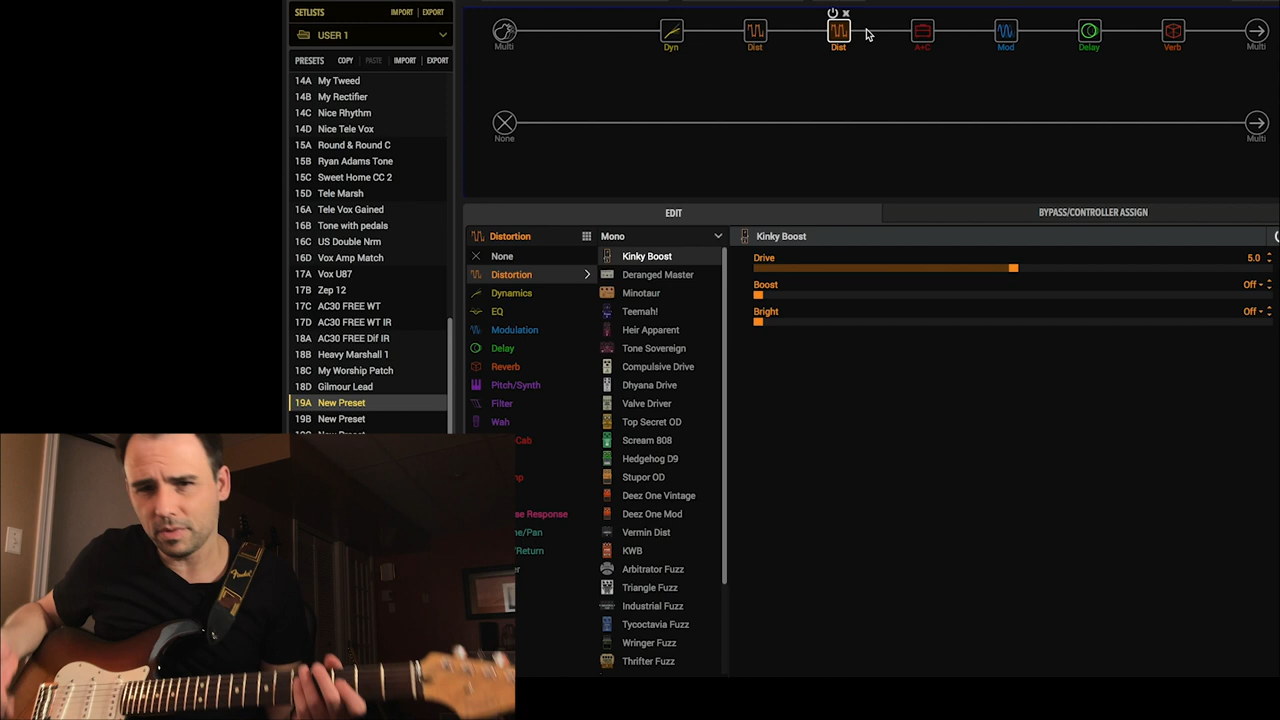 SETLISTS IMPORT EXPORT
USER 1
PRESETS COPY PASTE IMPORT EXPORT
14A My Tweed
14B My Rectifier
14C Nice Rhythm
14D Nice Tele Vox
15A Round & Round C
15B Ryan Adams Tone
15C Sweet Home CC 2
15D Tele Marsh
16A Tele Vox Gained
16B Tone with pedals
16C US Double Nrm
16D Vox Amp Match
17A Vox U87
17B Zep 12
17C AC30 FREE WT
17D AC30 FREE WT IR
18A AC30 FREE Dif IR
18B Heavy Marshall 1
18C My Worship Patch
18D Gilmour Lead
19A New Preset
19B New Preset
Multi Dyn Dist Dist A+C Mod Delay Verb Multi
None Multi
EDIT BYPASS/CONTROLLER ASSIGN
Distortion
None
Distortion
Dynamics
EQ
Modulation
Delay
Reverb
Pitch/Synth
Filter
Wah
Cab
se Response
e/Pan
/Return
Mono
Kinky Boost
Deranged Master
Minotaur
Teemah!
Heir Apparent
Tone Sovereign
Compulsive Drive
Dhyana Drive
Valve Driver
Top Secret OD
Scream 808
Hedgehog D9
Stupor OD
Deez One Vintage
Deez One Mod
Vermin Dist
KWB
Arbitrator Fuzz
Triangle Fuzz
Industrial Fuzz
Tycoctavia Fuzz
Wringer Fuzz
Thrifter Fuzz
Kinky Boost
Drive 5.0
Boost Off
Bright Off
Fender